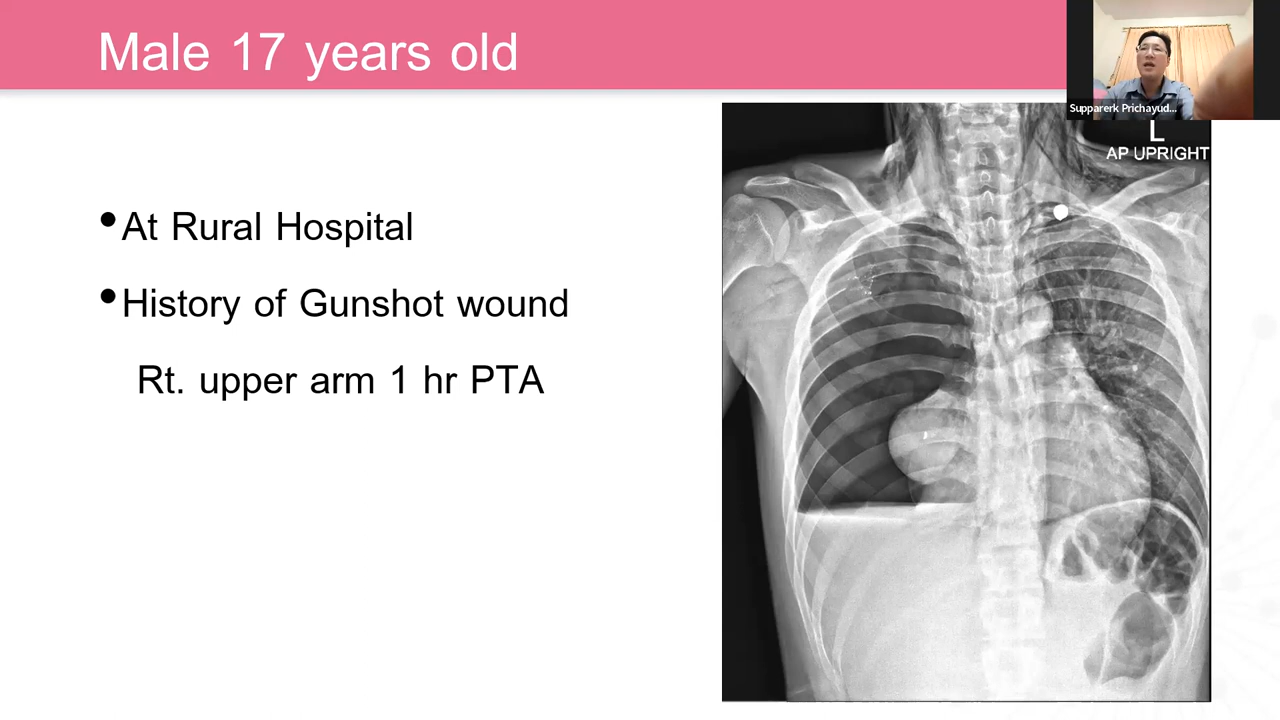 Male 17 years old
Supparerk Prichayud...
L
AP UPRIGHT
•At Rural Hospital
•History of Gunshot wound
Rt. upper arm 1 hr PTA